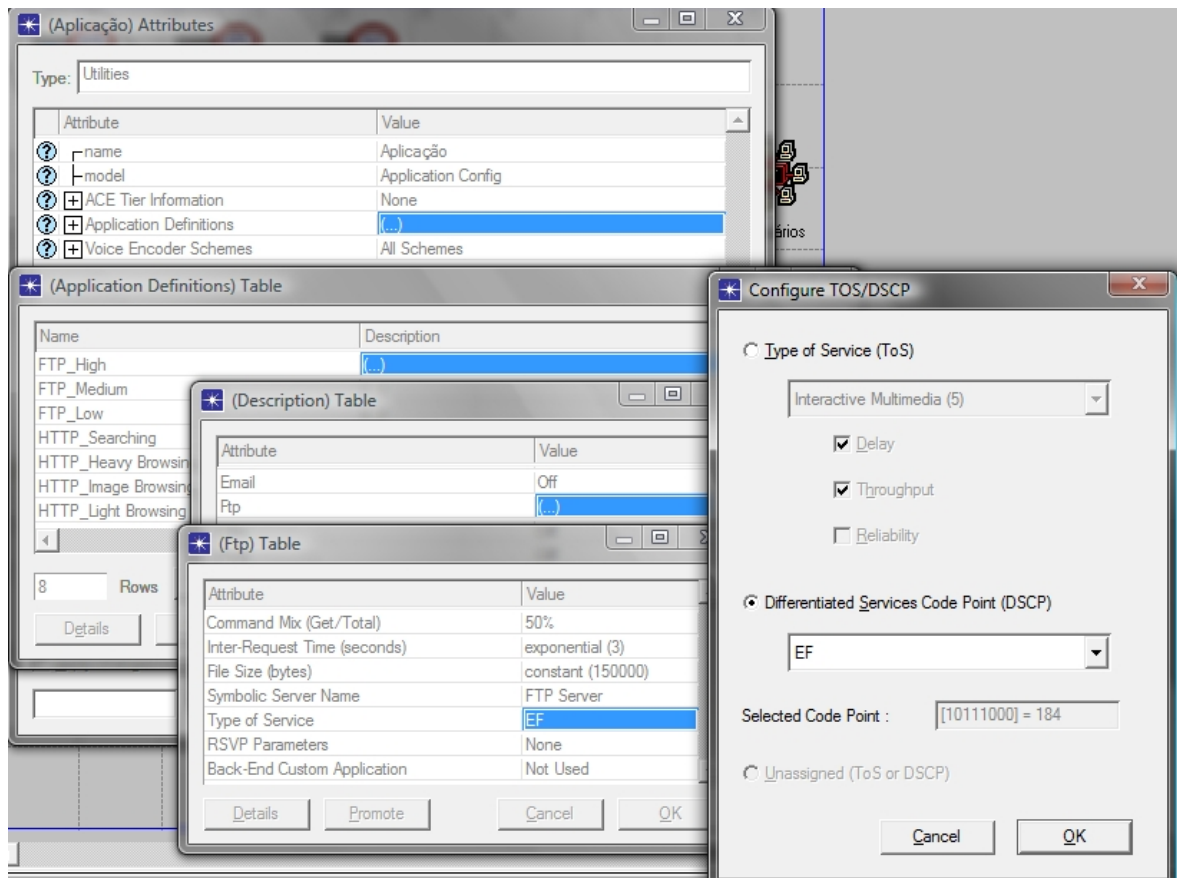 (Aplicação) Attributes
Type: Utilities
Attribute Value
name Aplicação
model Application Config
ACE Tier Information None
Application Definitions (...)
Voice Encoder Schemes All Schemes
ários
(Application Definitions) Table
Name Description
FTP_High (...)
FTP_Medium
FTP_Low
HTTP_Searching
HTTP_Heavy Browsin
HTTP_Image Browsing
HTTP_Light Browsing
8 Rows
Details
(Description) Table
Attribute Value
Email Off
Ftp (...)
(Ftp) Table
Attribute Value
Command Mix (Get/Total) 50%
Inter-Request Time (seconds) exponential (3)
File Size (bytes) constant (150000)
Symbolic Server Name FTP Server
Type of Service EF
RSVP Parameters None
Back-End Custom Application Not Used
Details Promote Cancel OK
Configure TOS/DSCP
Type of Service (ToS)
Interactive Multimedia (5)
Delay
Throughput
Reliability
Differentiated Services Code Point (DSCP)
EF
Selected Code Point : [10111000] = 184
Unassigned (ToS or DSCP)
Cancel OK